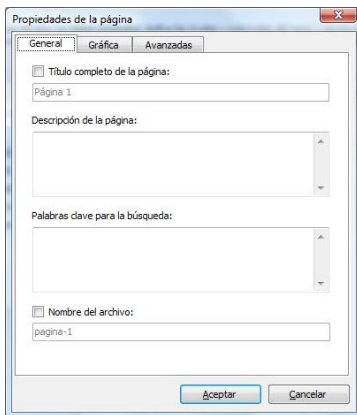 Propiedades de la página
General Gráfica Avanzadas
Título completo de la página:
Página 1
Descripción de la página:
Palabras clave para la búsqueda:
Nombre del archivo:
pagina-1
Aceptar Cancelar